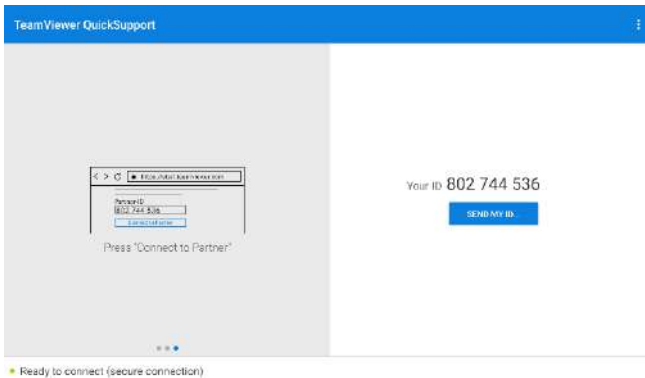 TeamViewer QuickSupport
Partner-ID
802 744 536
Press "Connect to Partner"
Your ID 802 744 536
SEND MY ID...
Ready to connect (secure connection)